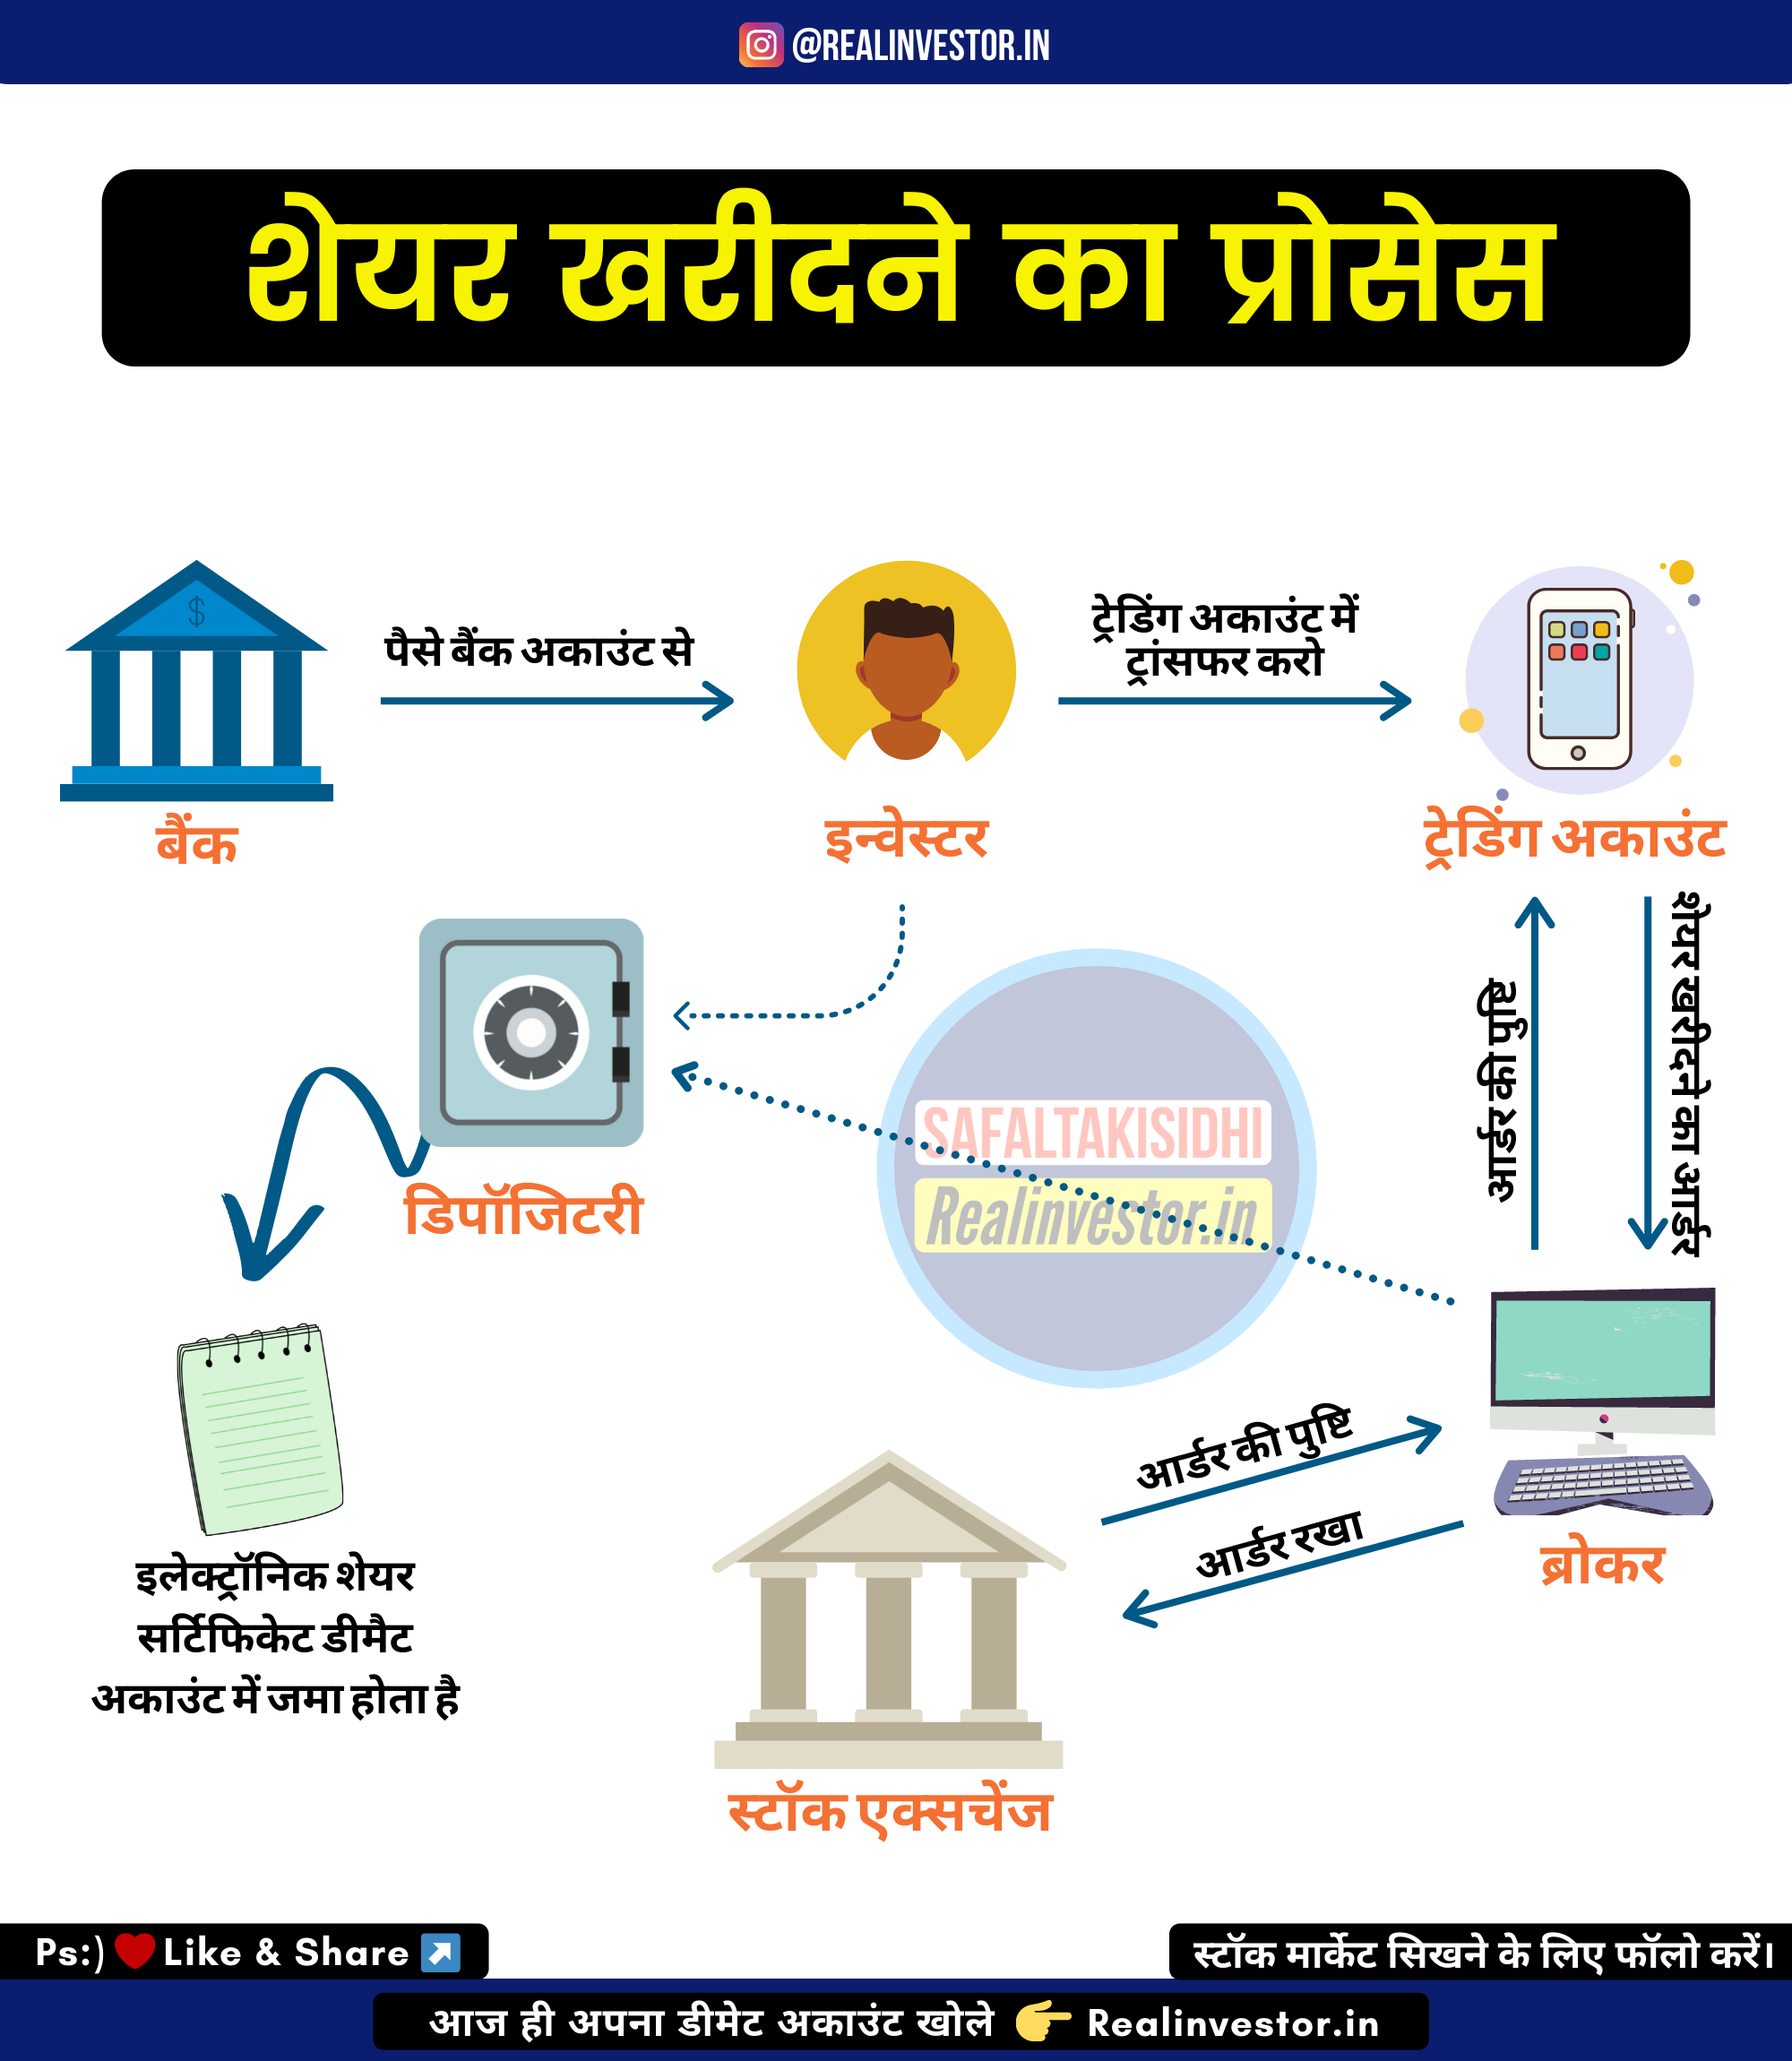 @REALINVESTOR.IN
शेयर खरीदने का प्रोसेस
पैसे बैंक अकाउंट से
ट्रेडिंग अकाउंट में
ट्रांसफर करो
$
बैंक
इन्वेस्टर
ट्रेडिंग अकाउंट
आर्डर की पुष्टि
शेयर खरीदने का आर्डर
SAFALTAKISIDHI
Realinvestor.in
डिपॉजिटरी
आर्डर की पुष्टि
आर्डर रखा
ब्रोकर
इलेक्ट्रॉनिक शेयर
सर्टिफिकेट डीमैट
अकाउंट में जमा होता है
स्टॉक एक्सचेंज
Ps:) Like & Share
स्टॉक मार्केट सिखने के लिए फॉलो करें।
आज ही अपना डीमेट अकाउंट खोले Realinvestor.in